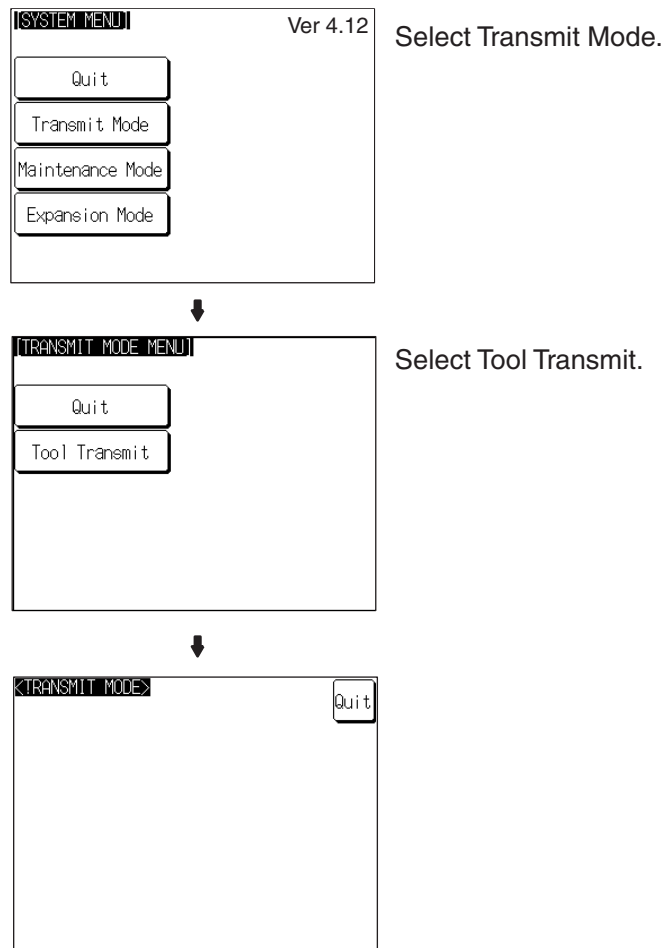 [SYSTEM MENU]
Ver 4.12
Select Transmit Mode.
Quit
Transmit Mode
Maintenance Mode
Expansion Mode
[TRANSMIT MODE MENU]
Select Tool Transmit.
Quit
Tool Transmit
<TRANSMIT MODE>
Quit